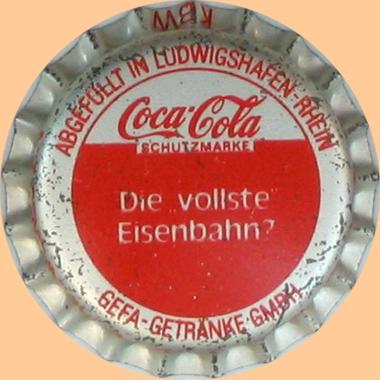 KBW
ABGEFÜLLT IN LUDWIGSHAFEN-RHEIN
Coca-Cola
SCHUTZMARKE
Die „vollste"
Eisenbahn?
GEFA-GETRÄNKE GMBH